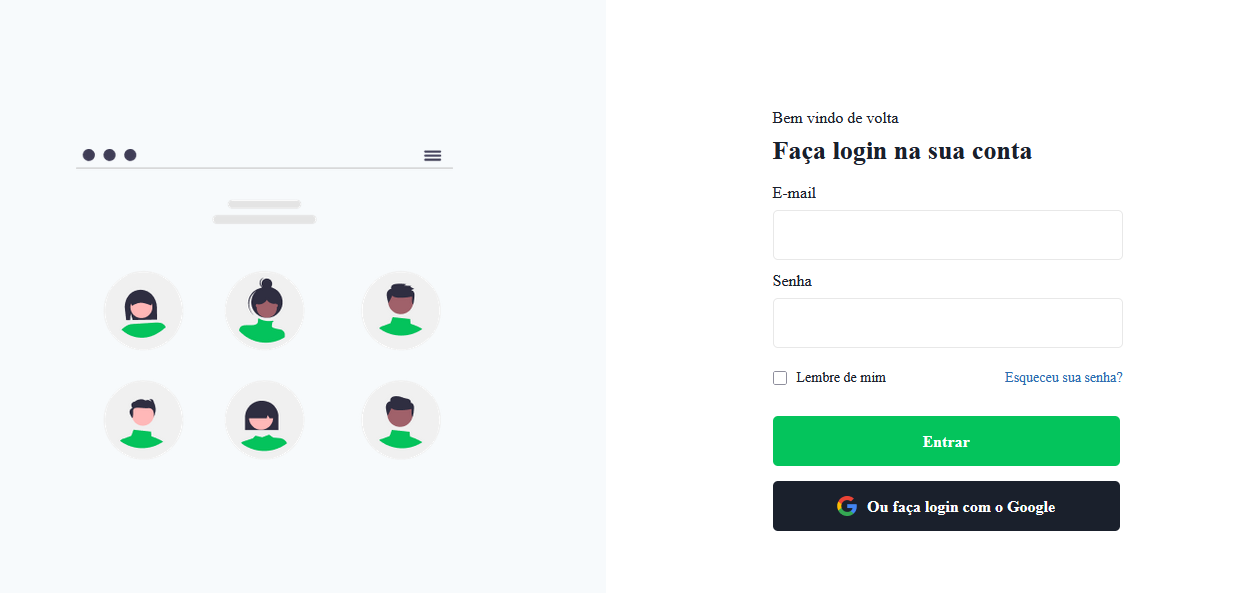 Bem vindo de volta
Faça login na sua conta
E-mail
Senha
Lembre de mim
Esqueceu sua senha?
Entrar
Ou faça login com o Google